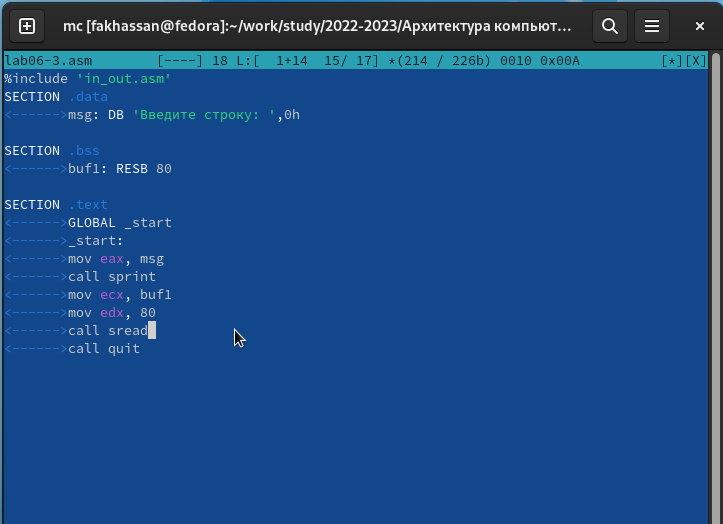 mc [fakhassan@fedora]:~/work/study/2022-2023/Архитектура компьют...
lab06-3.asm [----] 18 L:[ 1+14 15/ 17] *(214 / 226b) 0010 0x00A [*][X]
%include 'in_out.asm'
SECTION .data
<------>msg: DB 'Введите строку: ',0h
SECTION .bss
<------>buf1: RESB 80
SECTION .text
<------>GLOBAL _start
<------>_start:
<------>mov eax, msg
<------>call sprint
<------>mov ecx, buf1
<------>mov edx, 80
<------>call sread
<------>call quit